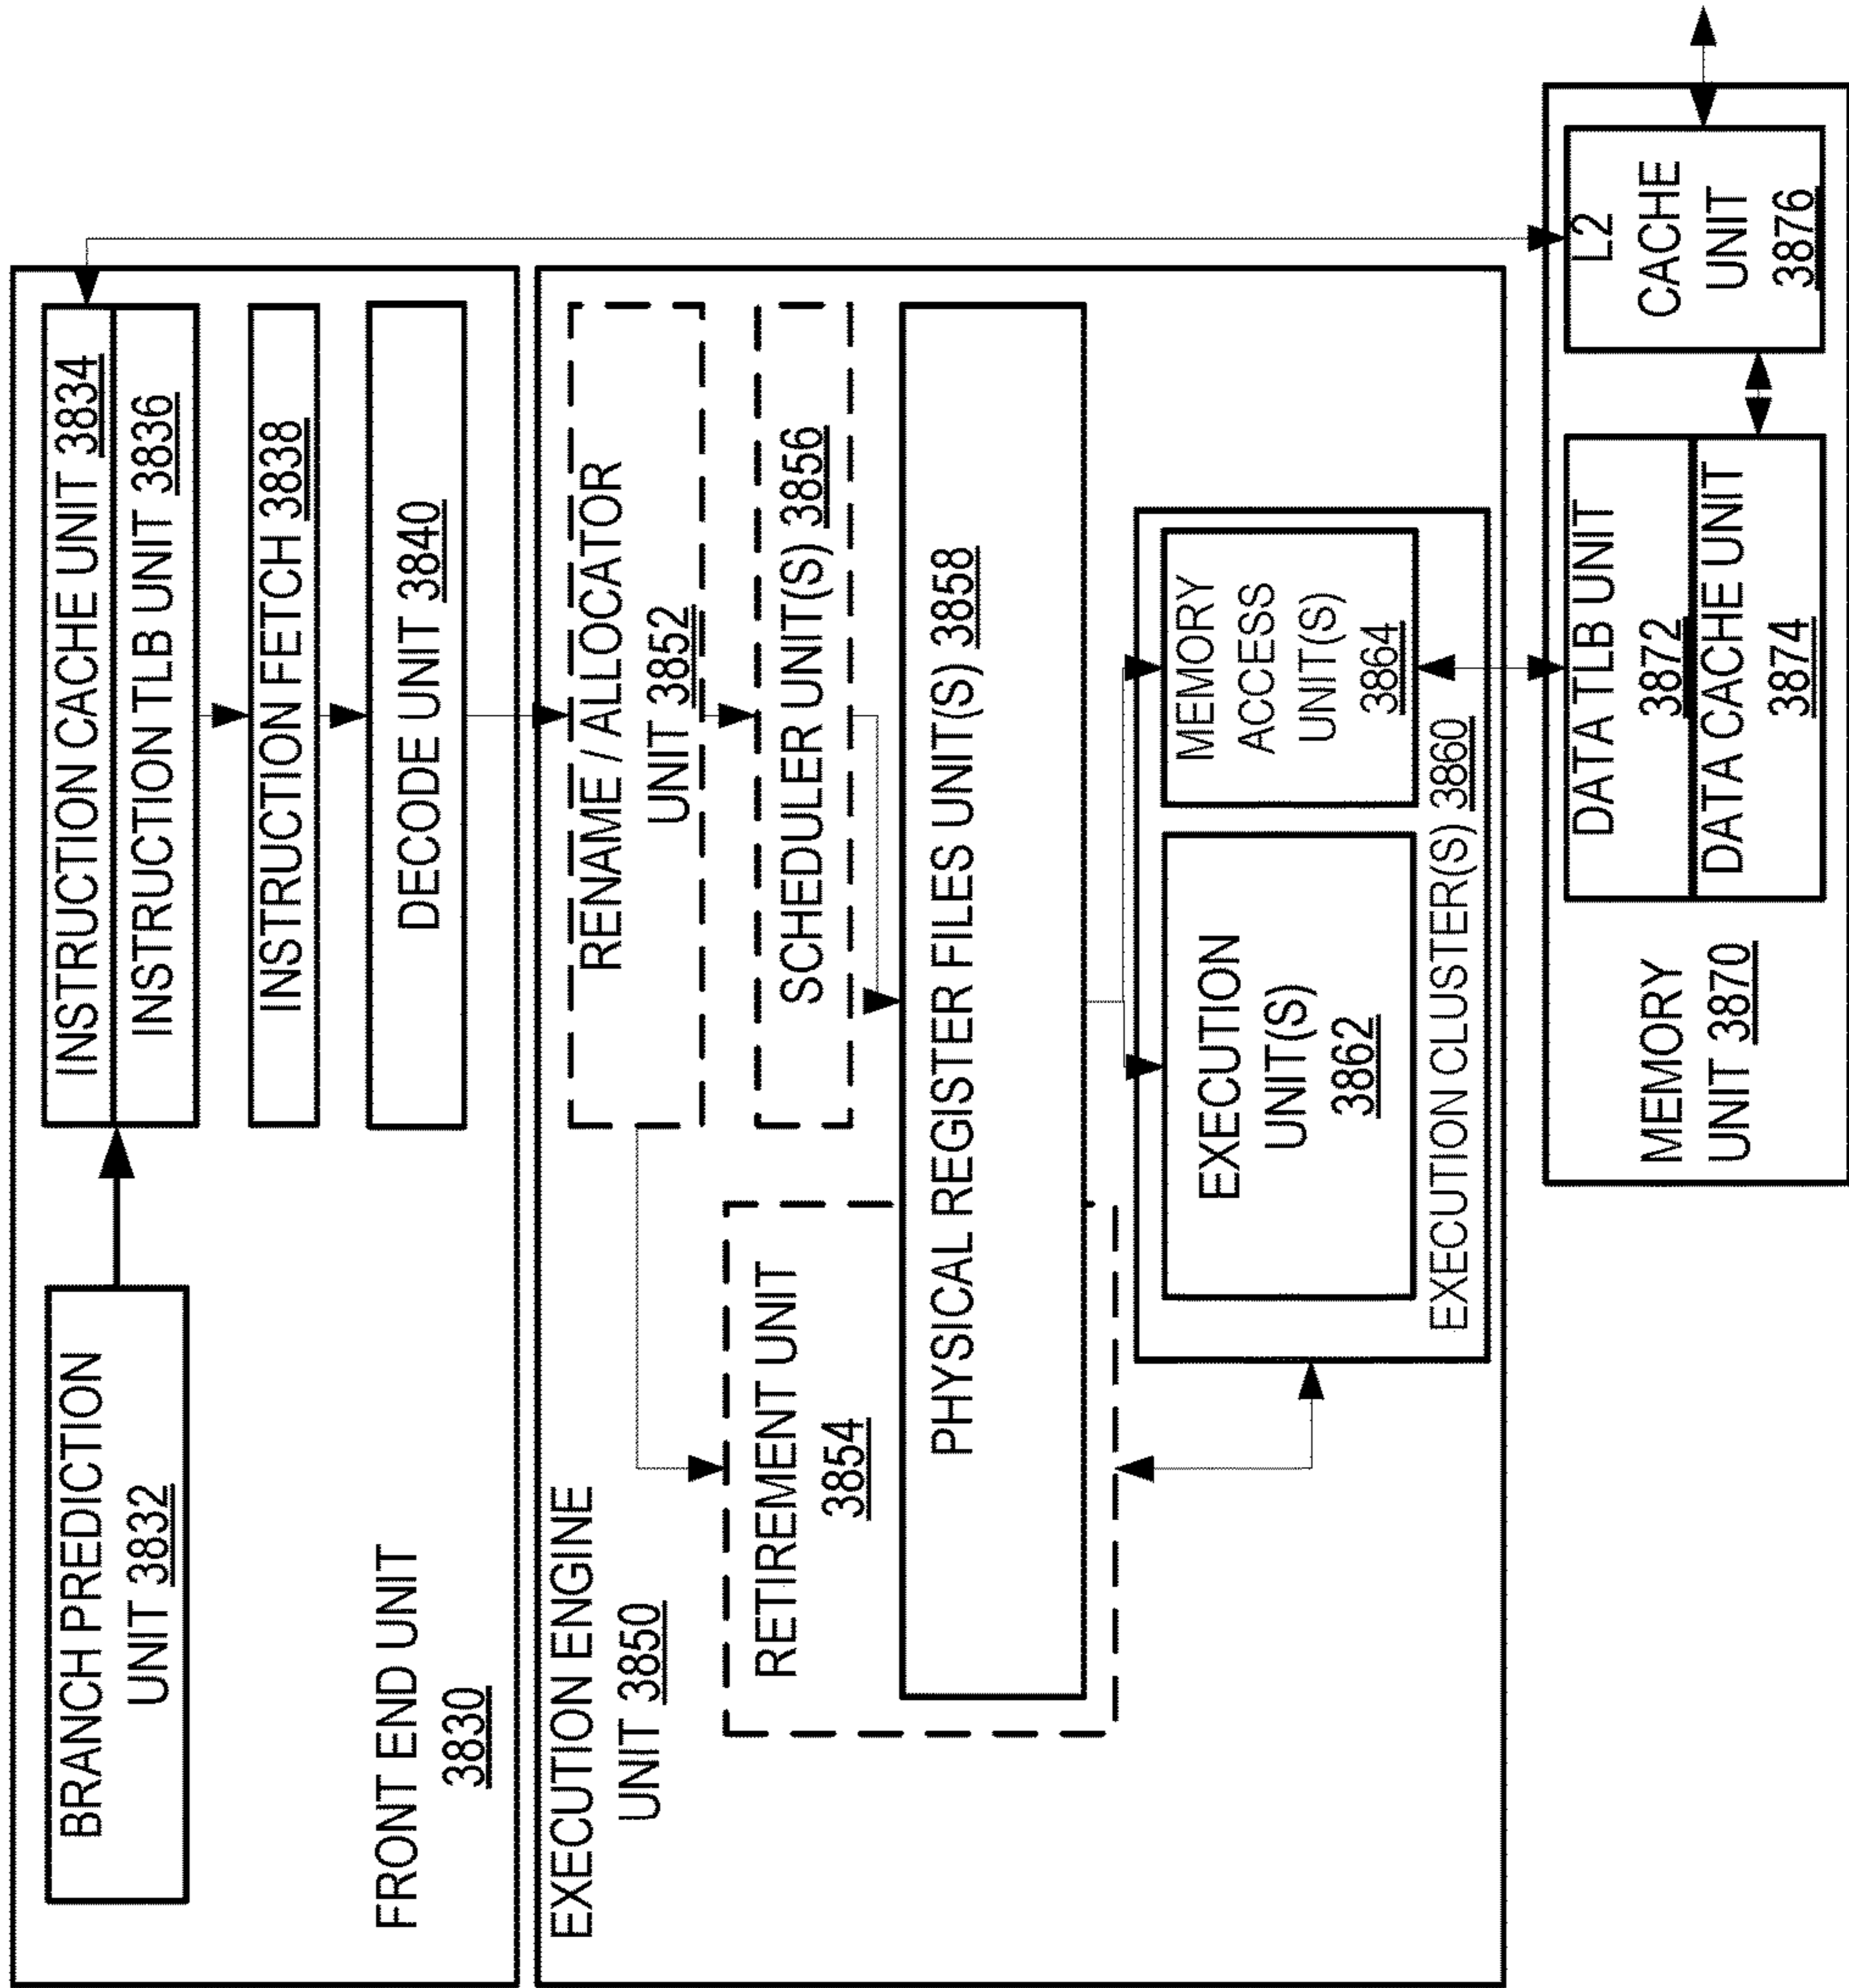 BRANCH PREDICTION
UNIT 3832
INSTRUCTION CACHE UNIT 3834
INSTRUCTION TLB UNIT 3836
INSTRUCTION FETCH 3838
DECODE UNIT 3840
FRONT END UNIT
3830
EXECUTION ENGINE
UNIT 3850
RENAME / ALLOCATOR
UNIT 3852
SCHEDULER UNIT(S) 3856
RETIREMENT UNIT
3854
PHYSICAL REGISTER FILES UNIT(S) 3858
EXECUTION
UNIT(S)
3862
MEMORY
ACCESS
UNIT(S)
3864
EXECUTION CLUSTER(S) 3860
MEMORY
UNIT 3870
DATA TLB UNIT
3872
DATA CACHE UNIT
3874
L2
CACHE
UNIT
3876